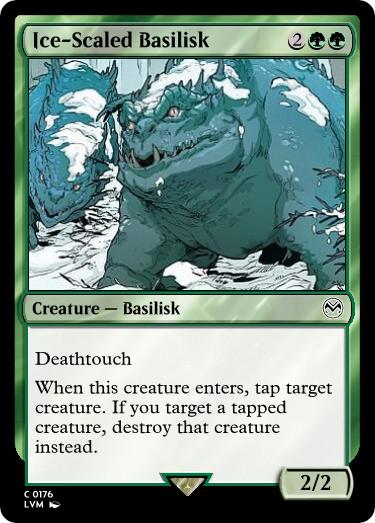 Ice-Scaled Basilisk 2
Creature — Basilisk
Deathtouch
When this creature enters, tap target
creature. If you target a tapped
creature, destroy that creature
instead.
2/2
C 0176
LVM